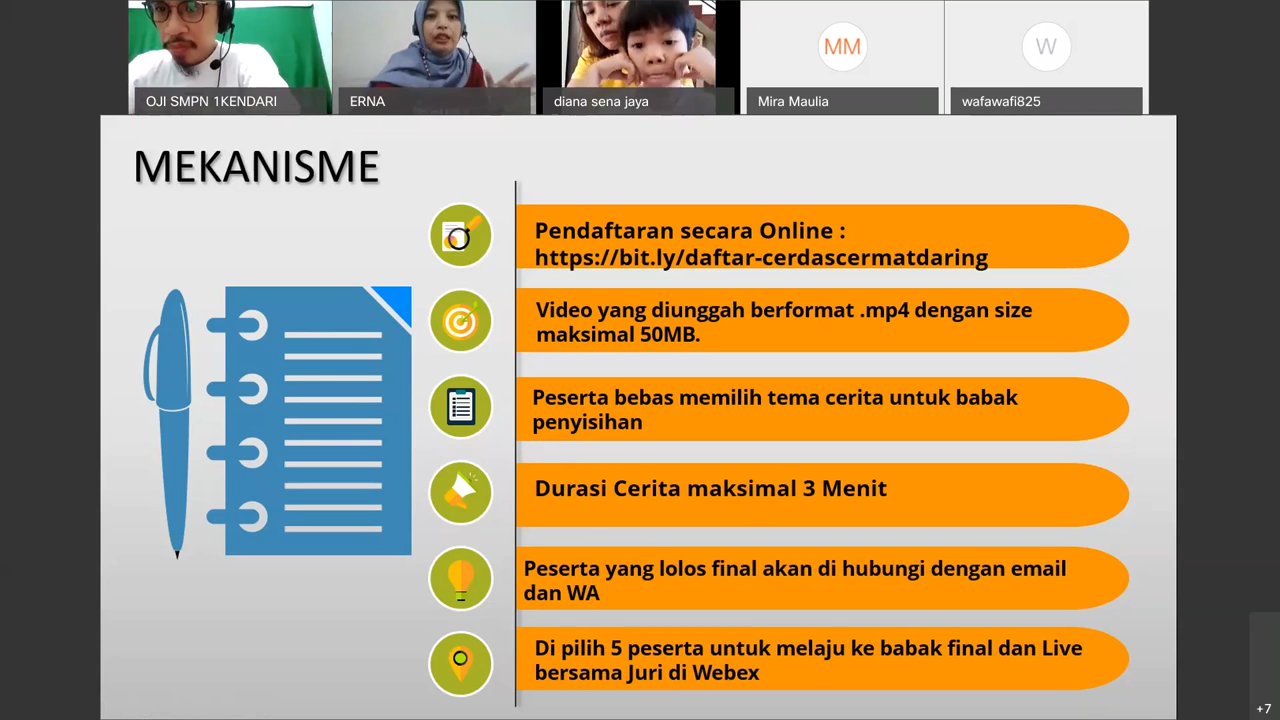 OJI SMPN 1KENDARI
ERNA
diana sena jaya
MM
Mira Maulia
W
wafawafi825
MEKANISME
Pendaftaran secara Online :
https://bit.ly/daftar-cerdascermatdaring
Video yang diunggah berformat .mp4 dengan size
maksimal 50MB.
Peserta bebas memilih tema cerita untuk babak
penyisihan
Durasi Cerita maksimal 3 Menit
Peserta yang lolos final akan di hubungi dengan email
dan WA
Di pilih 5 peserta untuk melaju ke babak final dan Live
bersama Juri di Webex
+7